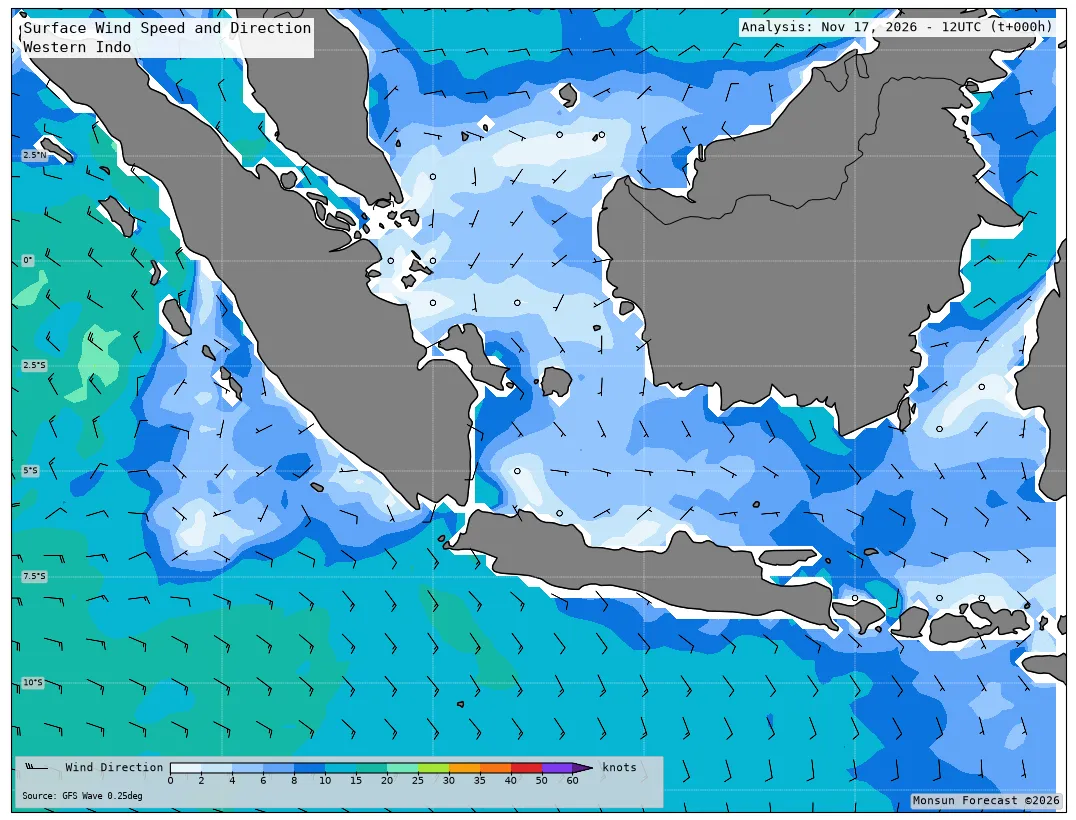 Surface Wind Speed and Direction
Western Indo
Analysis: Nov 17, 2026 - 12UTC (t+000h)
2.5°N
0°
2.5°S
5°S
7.5°S
10°S
Wind Direction
0 2 4 6 8 10 15 20 25 30 35 40 50 60
knots
Source: GFS Wave 0.25deg
Monsun Forecast ©2026